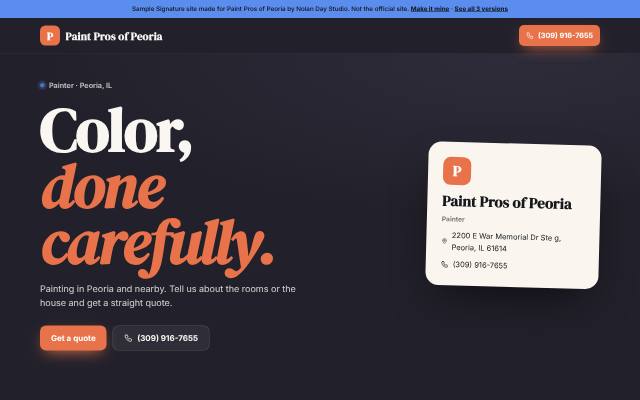 Sample Signature site made for Paint Pros of Peoria by Nolan Day Studio. Not the official site. Make it mine · See all 3 versions
P Paint Pros of Peoria
(309) 916-7655
Painter · Peoria, IL
Color,
done
carefully.
Painting in Peoria and nearby. Tell us about the rooms or the
house and get a straight quote.
Get a quote
(309) 916-7655
P
Paint Pros of Peoria
Painter
2200 E War Memorial Dr Ste g,
Peoria, IL 61614
(309) 916-7655